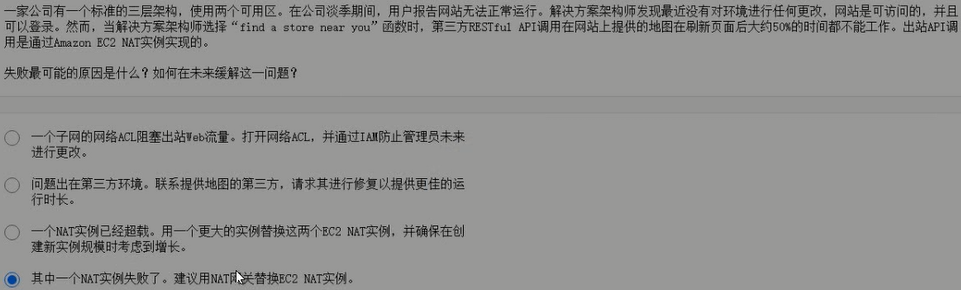 一家公司有一个标准的三层架构，使用两个可用区。在公司淡季期间，用户报告网站无法正常运行。解决方案架构师发现最近没有对环境进行任何更改，网站是可访问的，并且
可以登录。然而，当解决方案架构师选择“find a store near you”函数时，第三方RESTful API调用在网站上提供的地图在刷新页面后大约50%的时间都不能工作。出站API调
用是通过Amazon EC2 NAT实例实现的。
失败最可能的原因是什么？如何在未来缓解这一问题？
一个子网的网络ACL阻塞出站Web流量。打开网络ACL，并通过IAM防止管理员未来
进行更改。
问题出在第三方环境。联系提供地图的第三方，请求其进行修复以提供更佳的运
行时长。
一个NAT实例已经超载。用一个更大的实例替换这两个EC2 NAT实例，并确保在创
建新实例规模时考虑到增长。
其中一个NAT实例失败了。建议用NAT网关替换EC2 NAT实例。